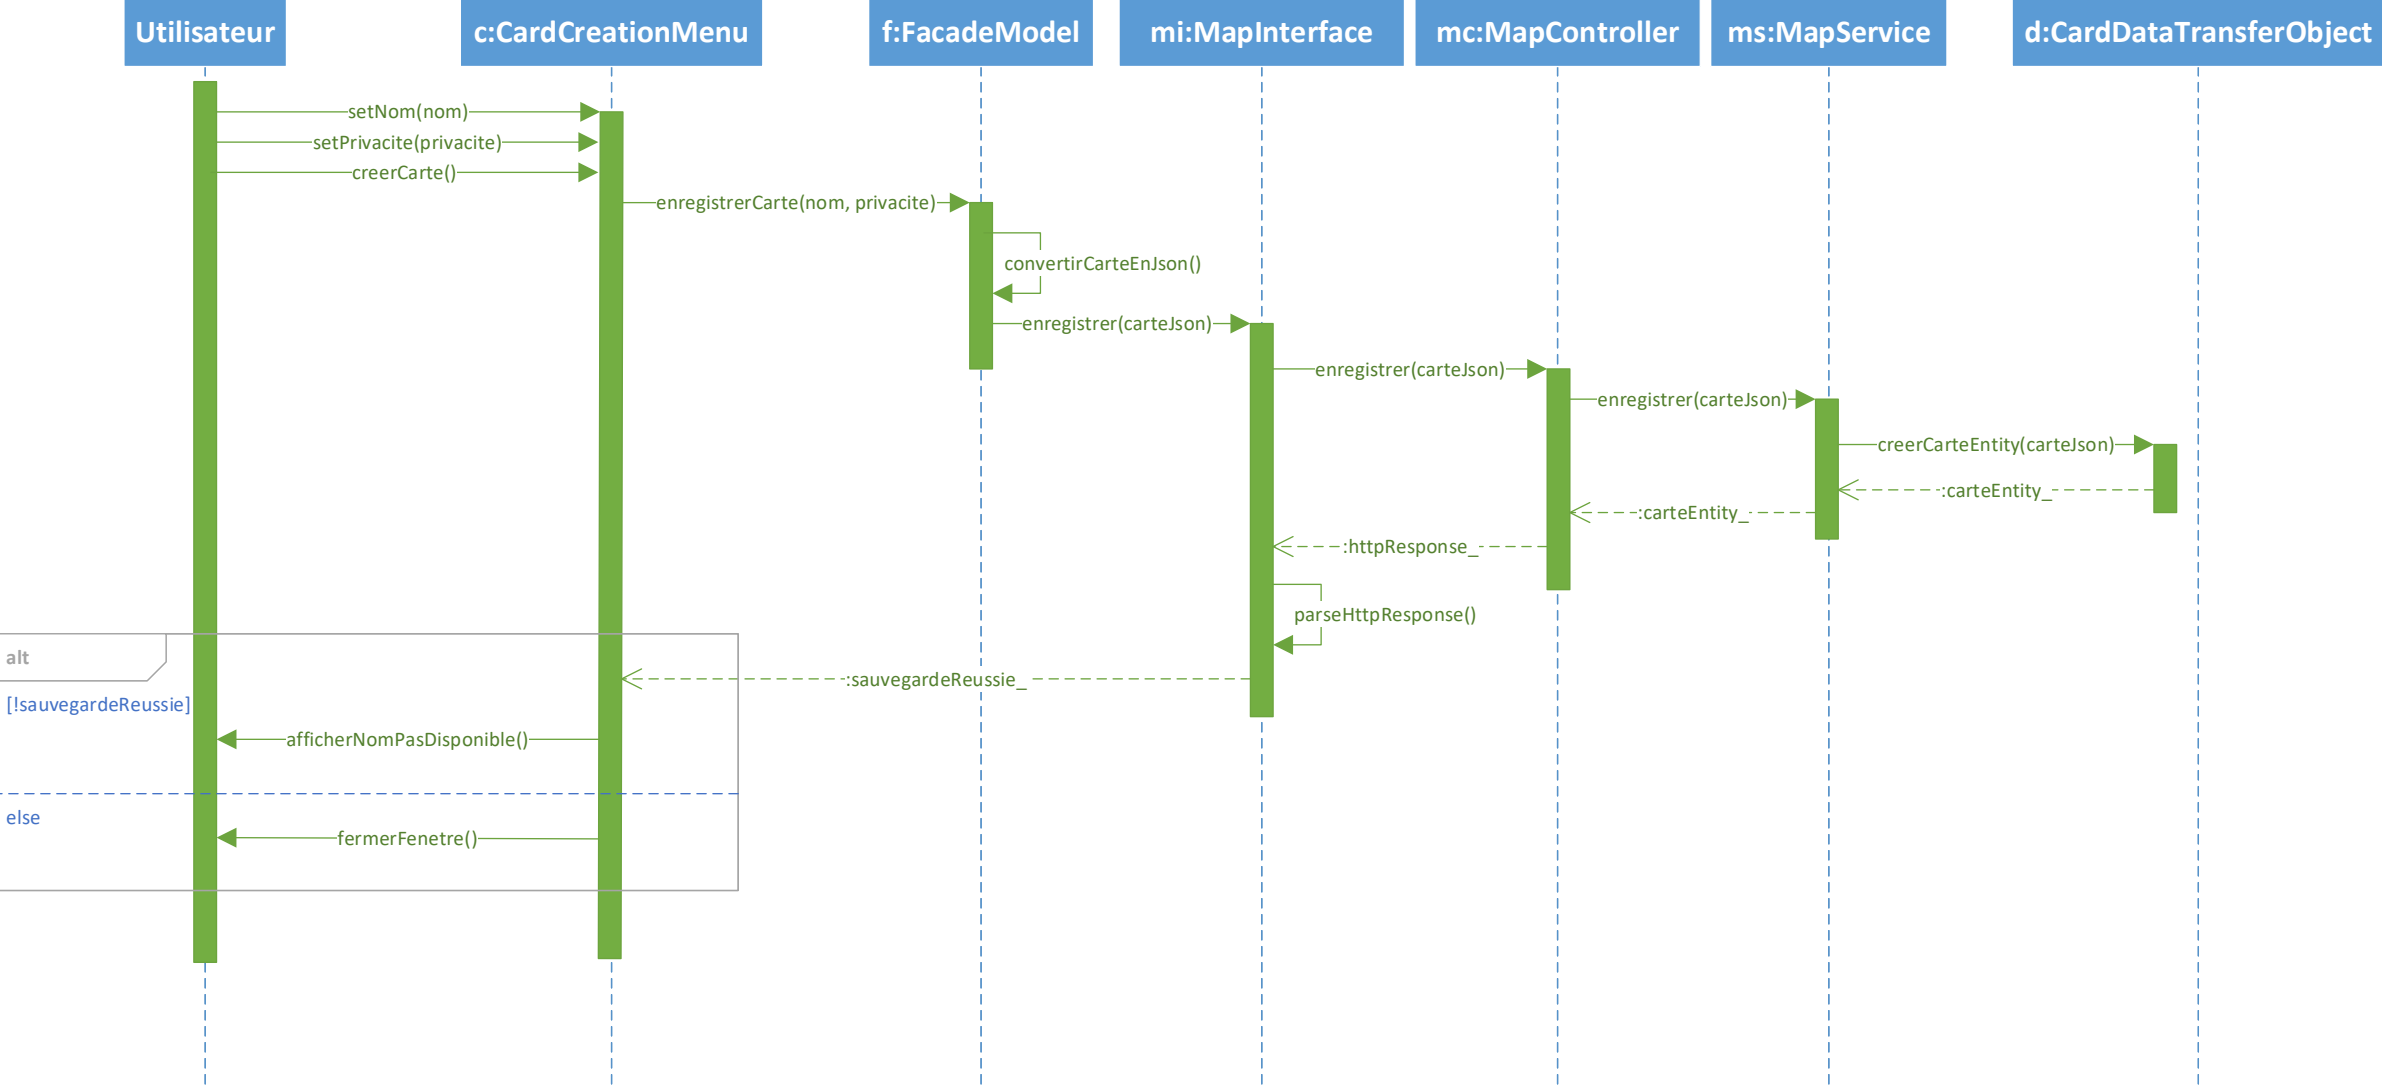 Utilisateur
c:CardCreationMenu
f:FacadeModel
mi:MapInterface
mc:MapController
ms:MapService
d:CardDataTransferObject
setNom(nom)
setPrivacite(privacite)
creerCarte()
enregistrerCarte(nom, privacite)
convertirCarteEnJson()
enregistrer(carteJson)
enregistrer(carteJson)
enregistrer(carteJson)
creerCarteEntity(carteJson)
:carteEntity_
:carteEntity_
:httpResponse_
parseHttpResponse()
alt
:sauvegardeReussie_
[!sauvegardeReussie]
afficherNomPasDisponible()
else
fermerFenetre()